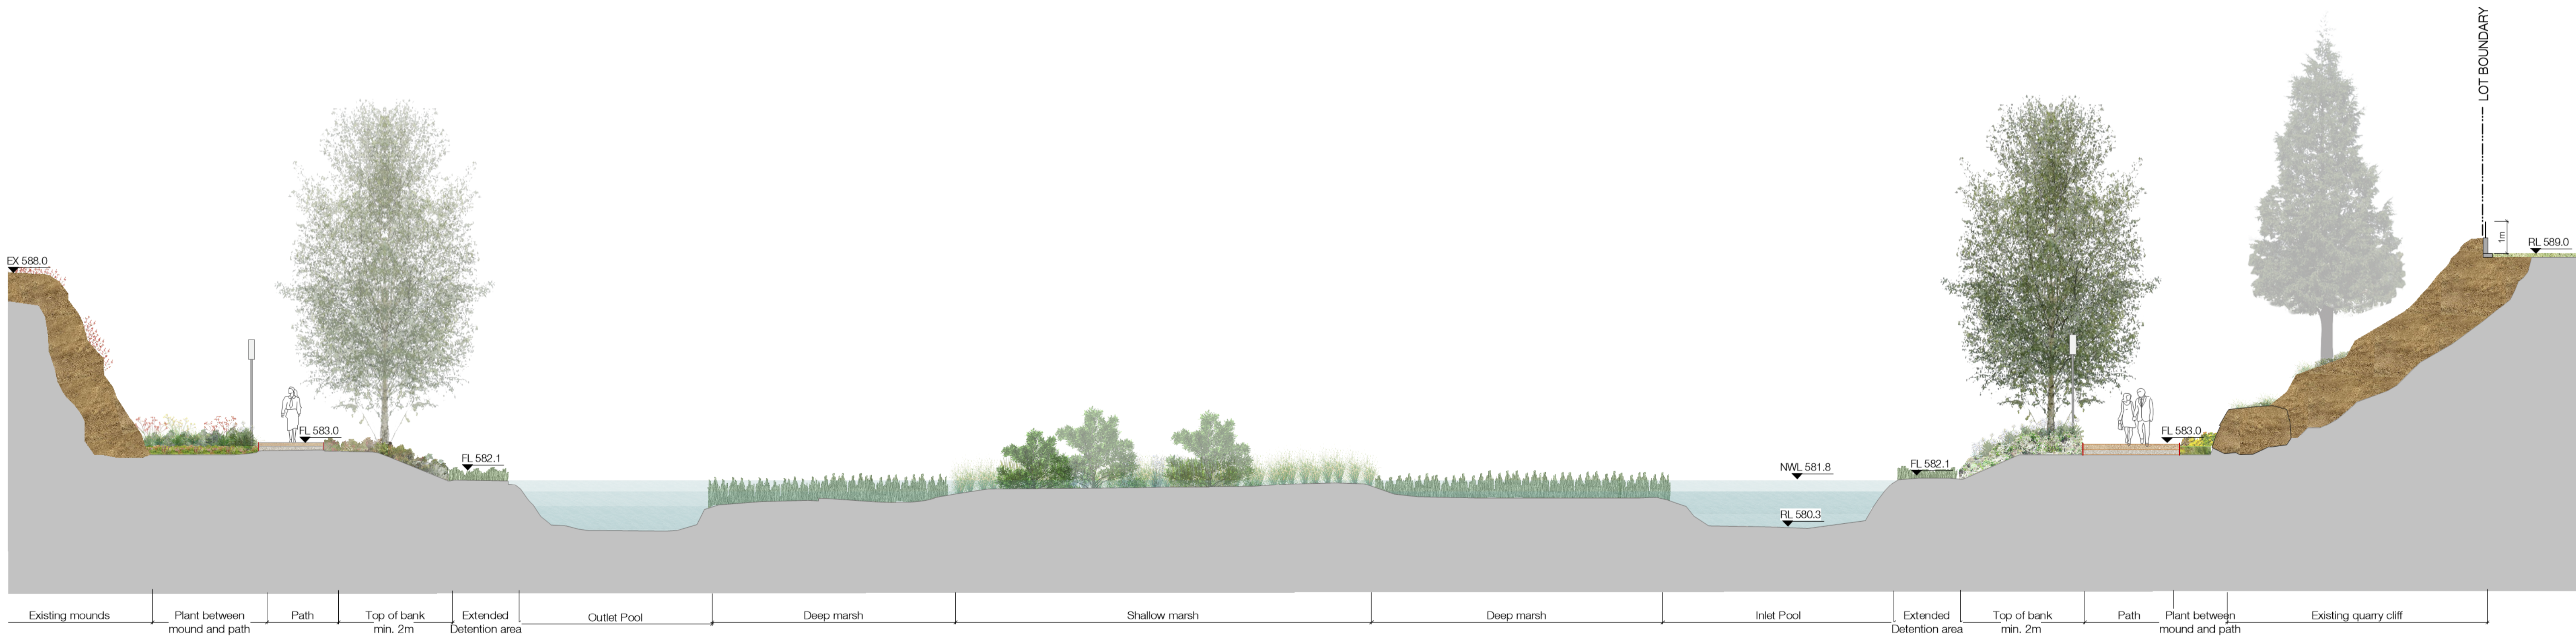 LOT BOUNDARY
1m
RL 589.0
EX 588.0
FL 583.0
FL 582.1
NWL 581.8
RL 580.3
FL 582.1
FL 583.0
Existing mounds
Plant between
mound and path
Path
Top of bank
min. 2m
Extended
Detention area
Outlet Pool
Deep marsh
Shallow marsh
Deep marsh
Inlet Pool
Extended
Detention area
Top of bank
min. 2m
Path
Plant between
mound and path
Existing quarry cliff